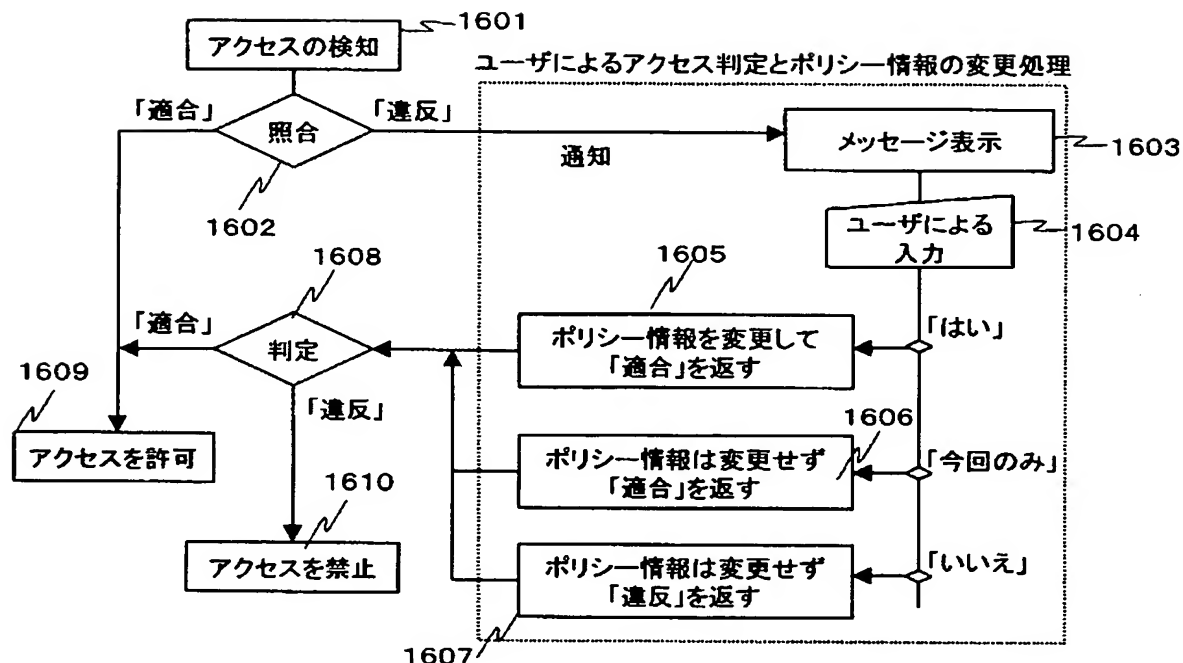 アクセスの検知
1601
ユーザによるアクセス判定とポリシー情報の変更処理
「適合」
照合
「違反」
1602
通知
メッセージ表示
1603
ユーザによる
入力
1604
1608
1605
「適合」
判定
「違反」
ポリシー情報を変更して
「適合」を返す
「はい」
1609
アクセスを許可
1606
ポリシー情報は変更せず
「適合」を返す
「今回のみ」
1610
アクセスを禁止
ポリシー情報は変更せず
「違反」を返す
「いいえ」
1607